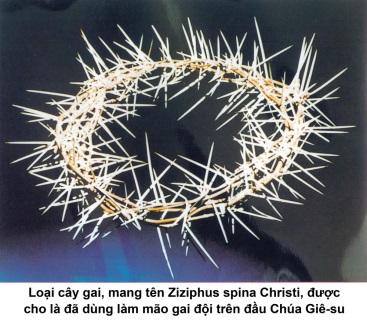 Loại cây gai, mang tên Ziziphus spina Christi, được
cho là đã dùng làm mão gai đội trên đầu Chúa Giê-su